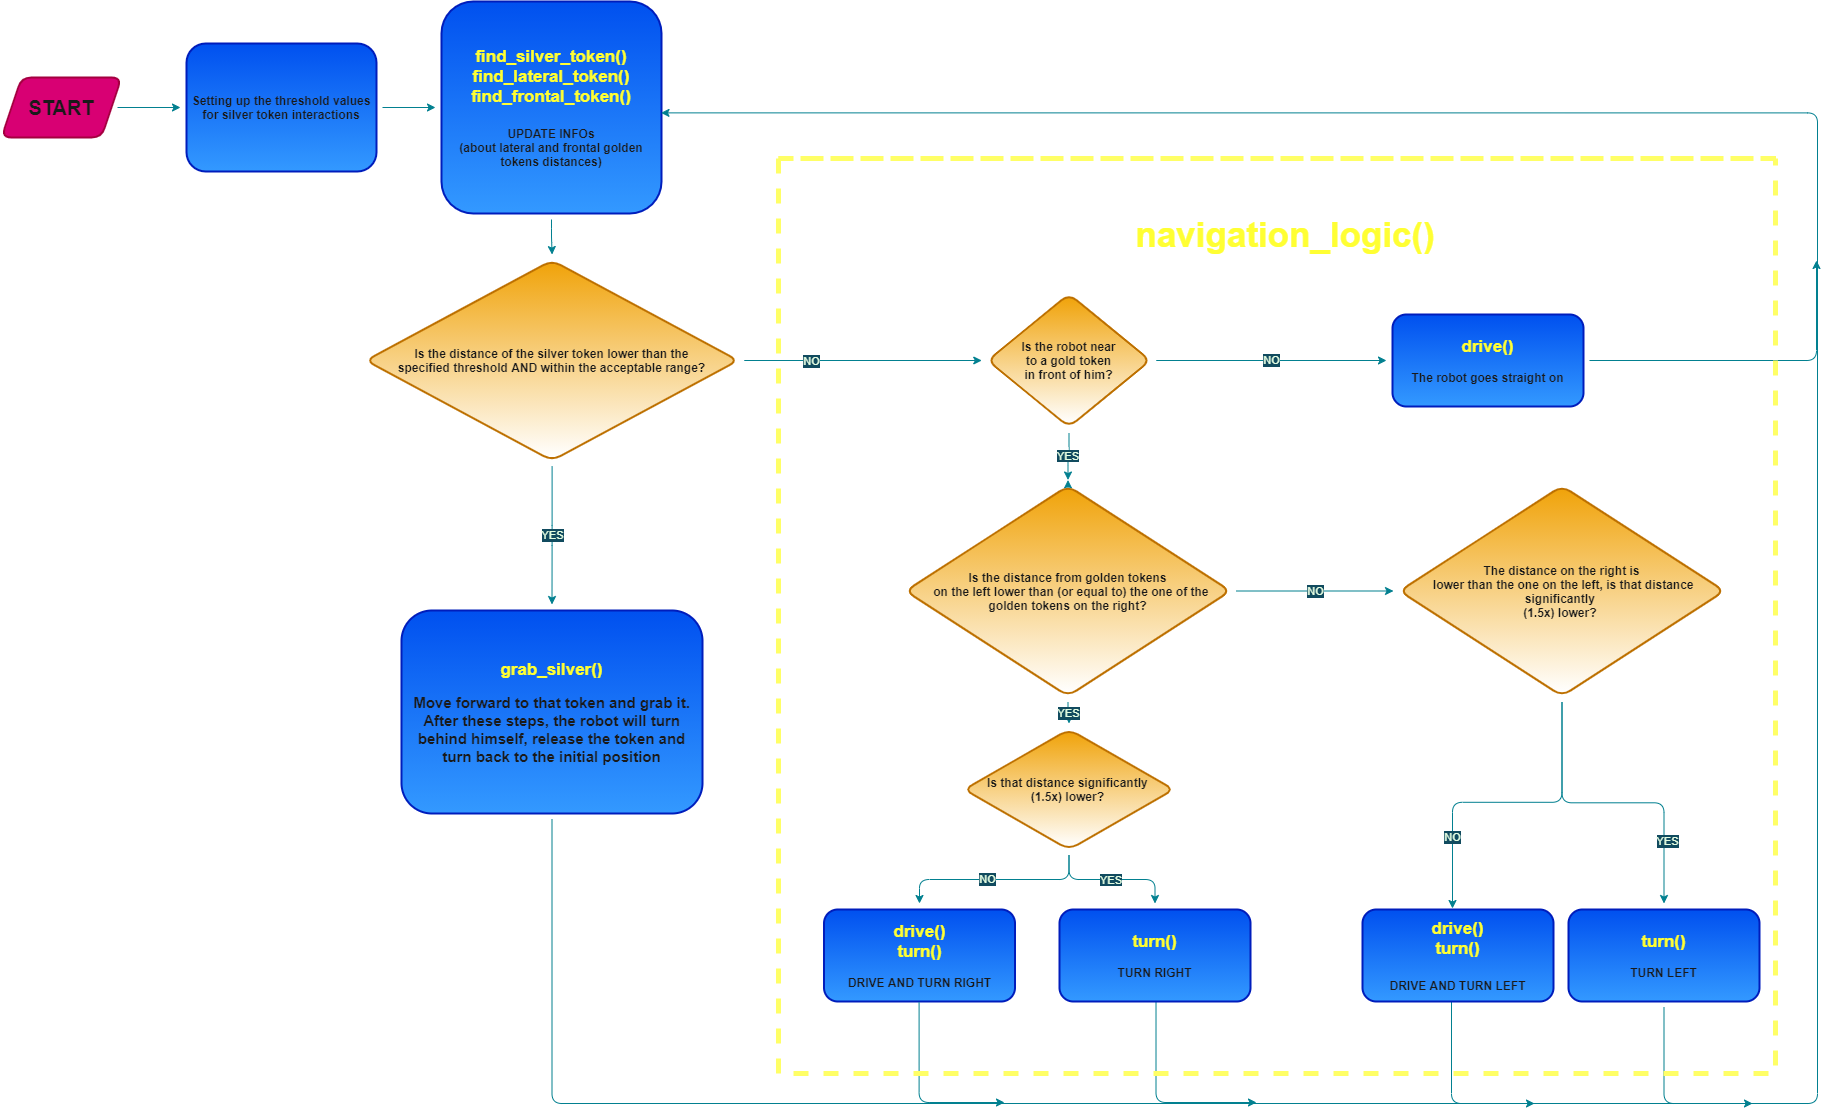 START
Setting up the threshold values
for silver token interactions
find_silver_token()
find_lateral_token()
find_frontal_token()
UPDATE INFOs
(about lateral and frontal golden
tokens distances)
navigation_logic()
Is the distance of the silver token lower than the
specified threshold AND within the acceptable range?
NO
Is the robot near
to a gold token
in front of him?
NO
drive()
The robot goes straight on
YES
YES
Is the distance from golden tokens
on the left lower than (or equal to) the one of the
golden tokens on the right?
NO
The distance on the right is
lower than the one on the left, is that distance
significantly
(1.5x) lower?
grab_silver()
Move forward to that token and grab it.
After these steps, the robot will turn
behind himself, release the token and
turn back to the initial position
YES
Is that distance significantly
(1.5x) lower?
NO
YES
NO
YES
drive()
turn()
DRIVE AND TURN RIGHT
turn()
TURN RIGHT
drive()
turn()
DRIVE AND TURN LEFT
turn()
TURN LEFT